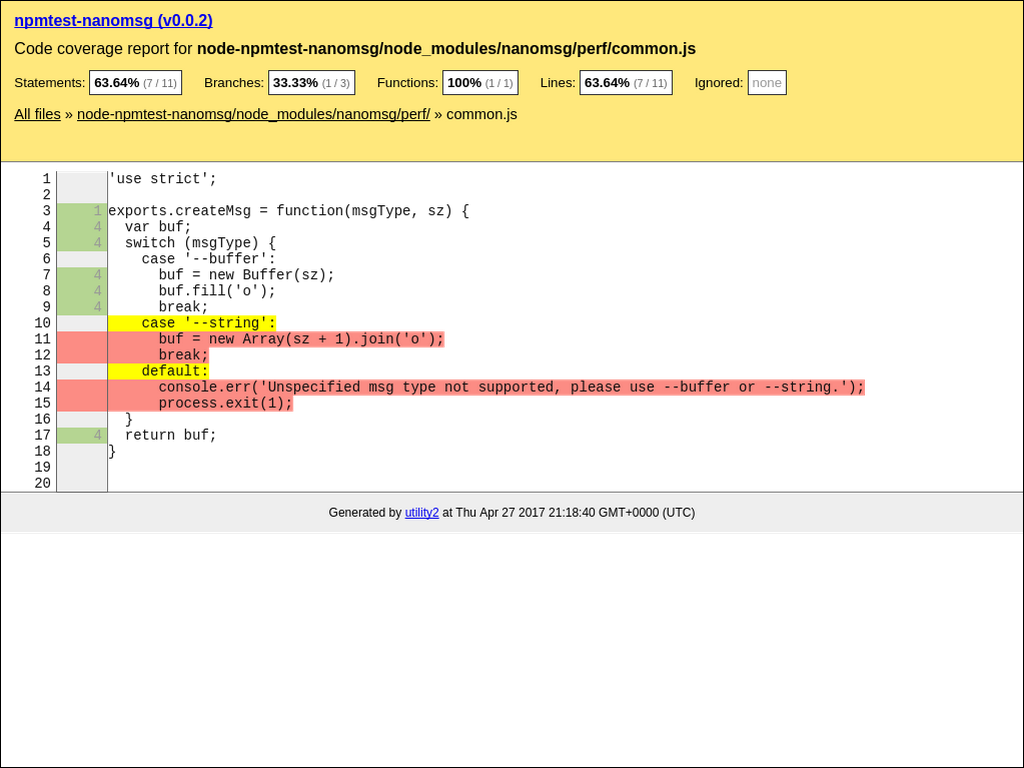 npmtest-nanomsg (v0.0.2)
Code coverage report for node-npmtest-nanomsg/node_modules/nanomsg/perf/common.js
Statements: 63.64% (7 / 11) Branches: 33.33% (1 / 3) Functions: 100% (1 / 1) Lines: 63.64% (7 / 11) Ignored: none
All files » node-npmtest-nanomsg/node_modules/nanomsg/perf/ » common.js
1 'use strict';
2
3 1 exports.createMsg = function(msgType, sz) {
4 4   var buf;
5 4   switch (msgType) {
6     case '--buffer':
7 4       buf = new Buffer(sz);
8 4       buf.fill('o');
9 4       break;
10     case '--string':
11       buf = new Array(sz + 1).join('o');
12       break;
13     default:
14       console.err('Unspecified msg type not supported, please use --buffer or --string.');
15       process.exit(1);
16   }
17 4   return buf;
18 }
19
20
Generated by utility2 at Thu Apr 27 2017 21:18:40 GMT+0000 (UTC)